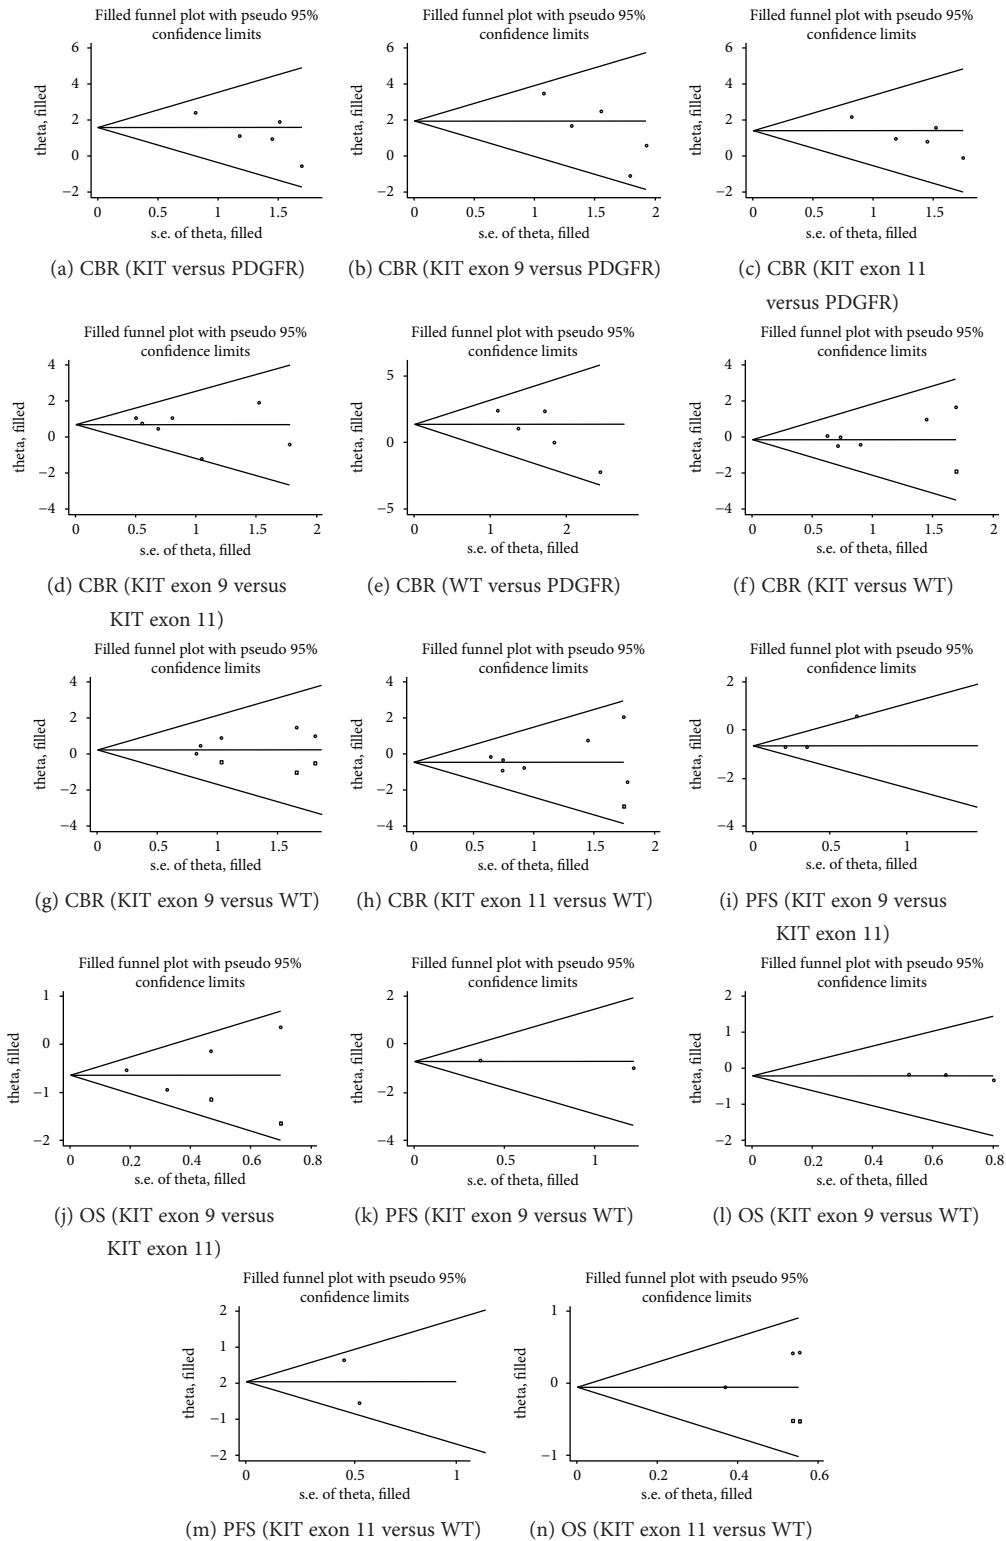 Filled funnel plot with pseudo 95%
confidence limits
6
4
2
0
−2
theta, filled
0
0.5
1
1.5
s.e. of theta, filled
(a) CBR (KIT versus PDGFR)
Filled funnel plot with pseudo 95%
confidence limits
6
4
2
0
−2
theta, filled
0
0.5
1
1.5
2
s.e. of theta, filled
(b) CBR (KIT exon 9 versus PDGFR)
Filled funnel plot with pseudo 95%
confidence limits
6
4
2
0
−2
theta, filled
0
0.5
1
1.5
s.e. of theta, filled
(c) CBR (KIT exon 11
versus PDGFR)
Filled funnel plot with pseudo 95%
confidence limits
4
2
0
−2
−4
theta, filled
0
0.5
1
1.5
2
s.e. of theta, filled
(d) CBR (KIT exon 9 versus
KIT exon 11)
Filled funnel plot with pseudo 95%
confidence limits
5
0
−5
theta, filled
0
1
2
s.e. of theta, filled
(e) CBR (WT versus PDGFR)
Filled funnel plot with pseudo 95%
confidence limits
4
2
0
−2
−4
theta, filled
0
0.5
1
1.5
2
s.e. of theta, filled
(f) CBR (KIT versus WT)
Filled funnel plot with pseudo 95%
confidence limits
4
2
0
−2
−4
theta, filled
0
0.5
1
1.5
s.e. of theta, filled
(g) CBR (KIT exon 9 versus WT)
Filled funnel plot with pseudo 95%
confidence limits
4
2
0
−2
−4
theta, filled
0
0.5
1
1.5
2
s.e. of theta, filled
(h) CBR (KIT exon 11 versus WT)
Filled funnel plot with pseudo 95%
confidence limits
2
0
−2
−4
theta, filled
0
0.5
1
s.e. of theta, filled
(i) PFS (KIT exon 9 versus
KIT exon 11)
Filled funnel plot with pseudo 95%
confidence limits
1
0
−1
−2
theta, filled
0
0.2
0.4
0.6
0.8
s.e. of theta, filled
(j) OS (KIT exon 9 versus
KIT exon 11)
Filled funnel plot with pseudo 95%
confidence limits
2
0
−2
−4
theta, filled
0
0.5
1
s.e. of theta, filled
(k) PFS (KIT exon 9 versus WT)
Filled funnel plot with pseudo 95%
confidence limits
2
1
0
−1
−2
theta, filled
0
0.2
0.4
0.6
0.8
s.e. of theta, filled
(l) OS (KIT exon 9 versus WT)
Filled funnel plot with pseudo 95%
confidence limits
2
1
2
−1
−2
theta, filled
0
0.5
1
s.e. of theta, filled
(m) PFS (KIT exon 11 versus WT)
Filled funnel plot with pseudo 95%
confidence limits
1
0
−1
theta, filled
0
0.2
0.4
0.6
s.e. of theta, filled
(n) OS (KIT exon 11 versus WT)